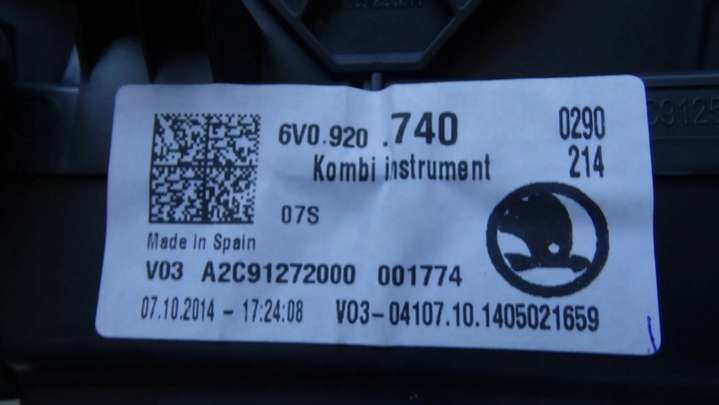 6V0.920 .740 0290
Kombi instrument 214
07S
Made in Spain
V03 A2C91272000 001774
07.10.2014 - 17:24:08 V03-04107.10.1405021659